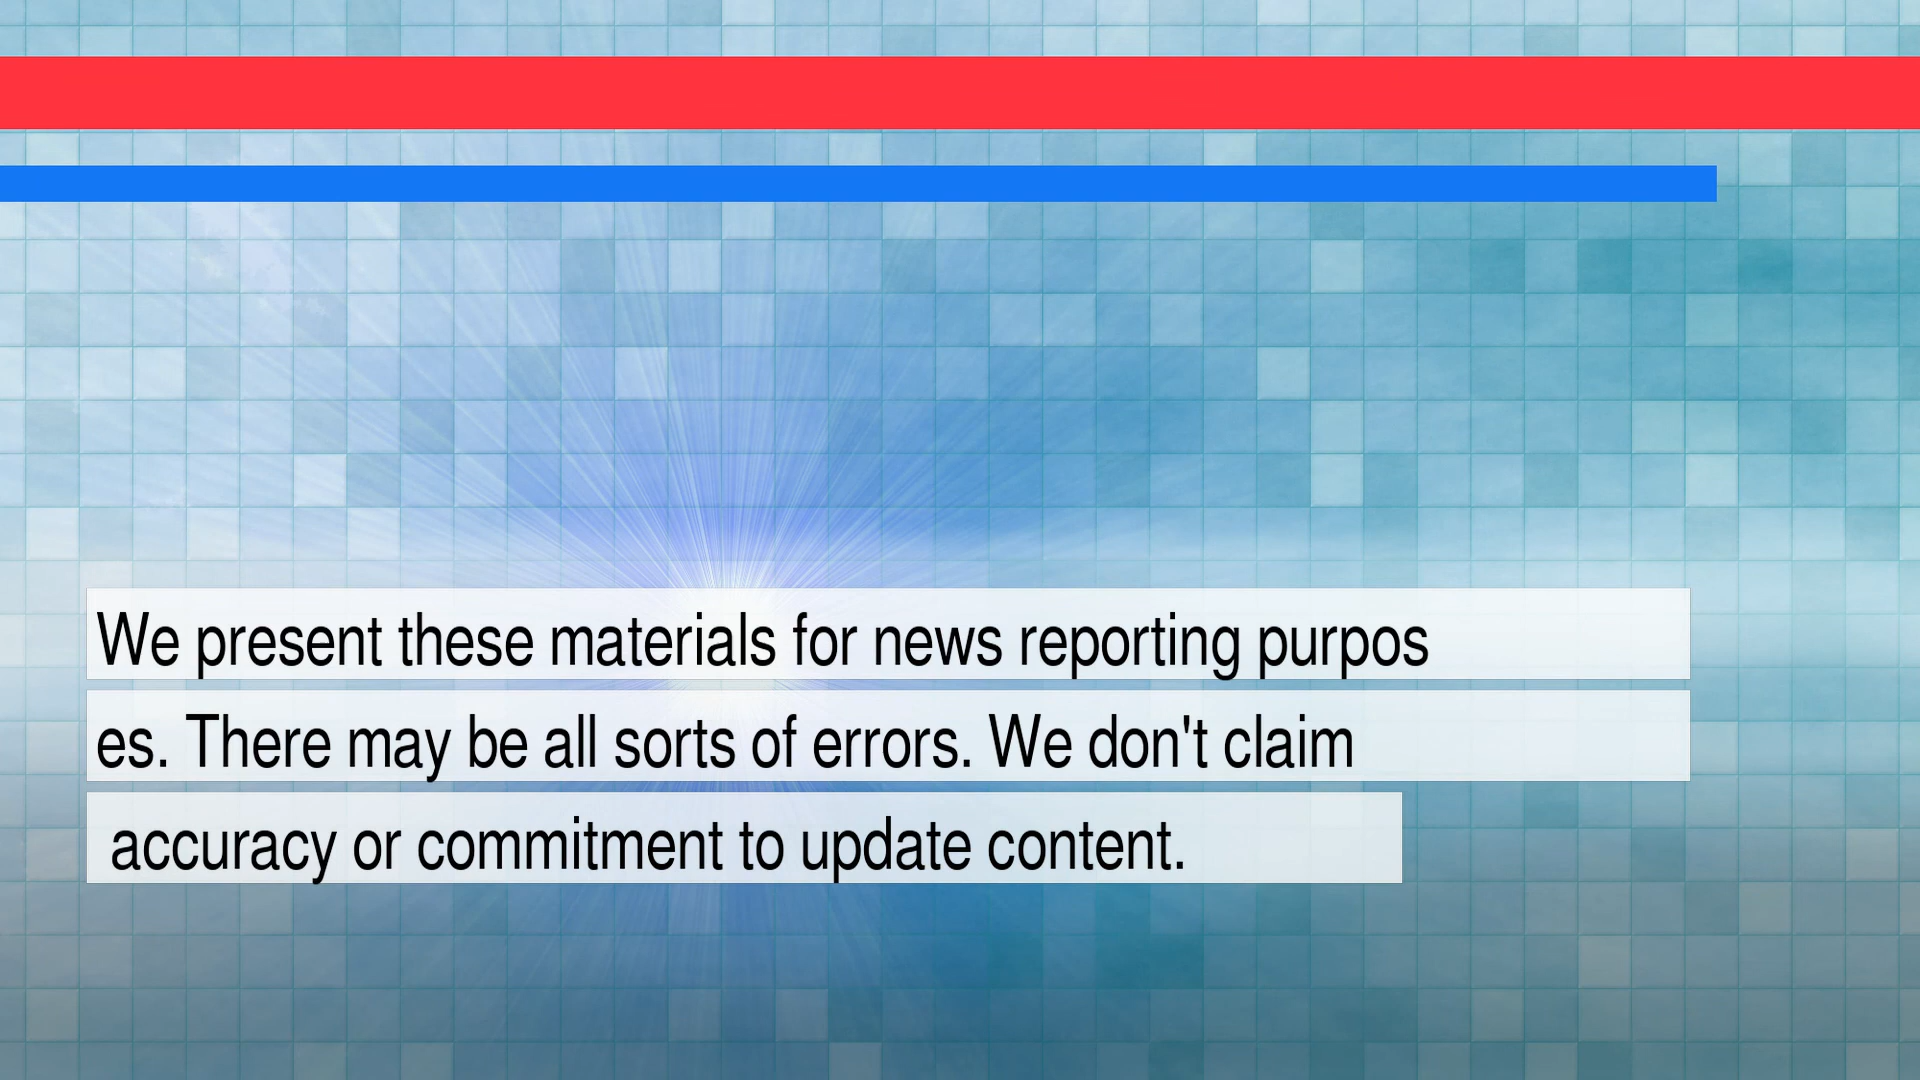 We present these materials for news reporting purpos
es. There may be all sorts of errors. We don't claim
accuracy or commitment to update content.